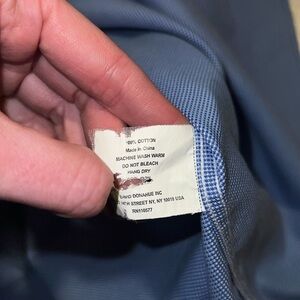 100% COTTON
Made in China
MACHINE WASH WARM
DO NOT BLEACH
HANG DRY
DONAHUE INC
STREET NY, NY 10018 USA